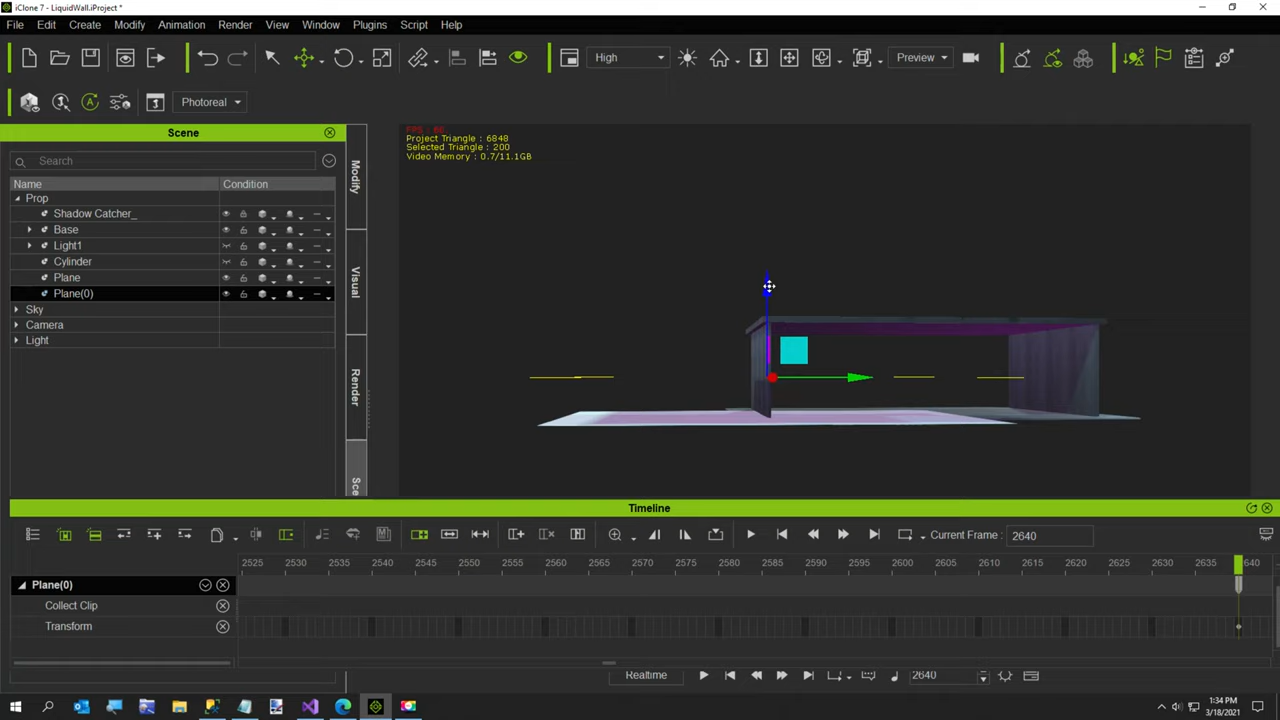 iClone 7 - LiquidWall.iProject *
File Edit Create Modify Animation Render View Window Plugins Script Help
High
Preview
Photoreal
Scene
Search
Name Condition
Prop
Shadow Catcher_
Base
Light1
Cylinder
Plane
Plane(0)
Sky
Camera
Light
Modify
Visual
Render
Sce
FPS : 60
Project Triangle : 6848
Selected Triangle : 200
Video Memory : 0.7/11.1GB
Timeline
Current Frame : 2640
2525 2530 2535 2540 2545 2550 2555 2560 2565 2570 2575 2580 2585 2590 2595 2600 2605 2610 2615 2620 2625 2630 2635 2640
Plane(0)
Collect Clip
Transform
Realtime
2640
1:34 PM
3/18/2021